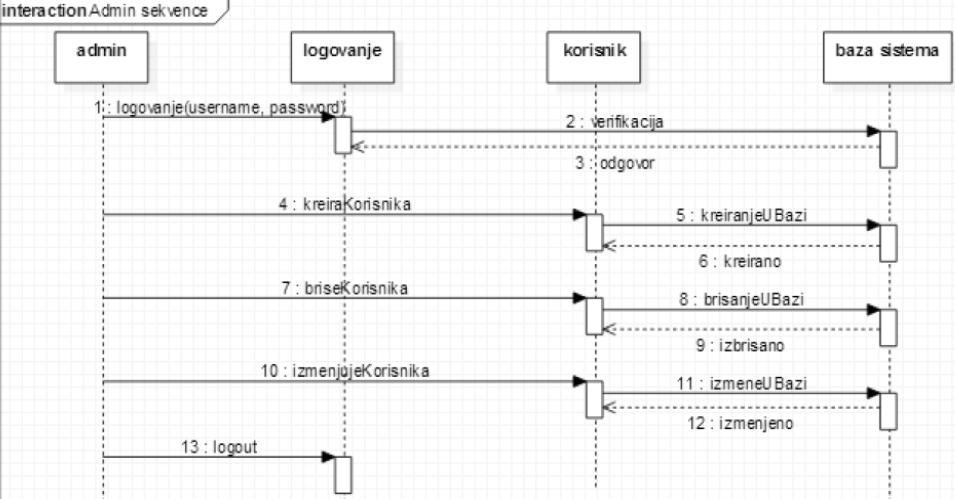 interaction Admin sekvence
admin
logovanje
korisnik
baza sistema
1 : logovanje(username, password)
2 : verifikacija
3 : odgovor
4 : kreiraKorisnika
5 : kreiranjeUBazi
6 : kreirano
7 : briseKorisnika
8 : brisanjeUBazi
9 : izbrisano
10 : izmenjujeKorisnika
11 : izmeneUBazi
12 : izmenjeno
13 : logout